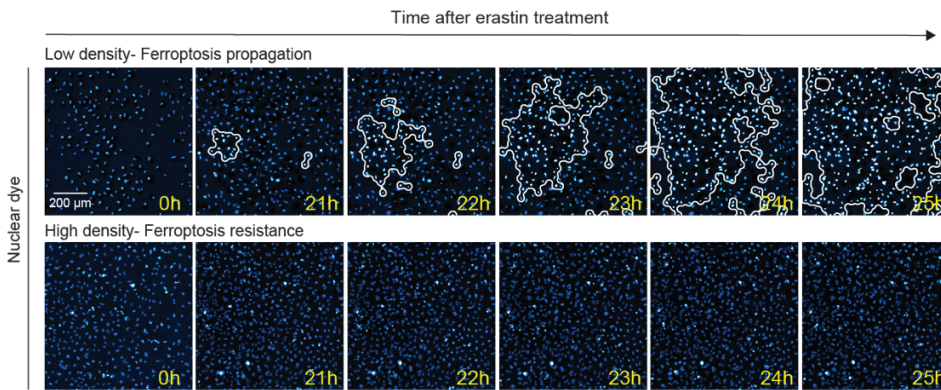 Time after erastin treatment
Low density- Ferroptosis propagation
Nuclear dye
200 μm
0h
21h
22h
23h
24h
25h
High density- Ferroptosis resistance
0h
21h
22h
23h
24h
25h